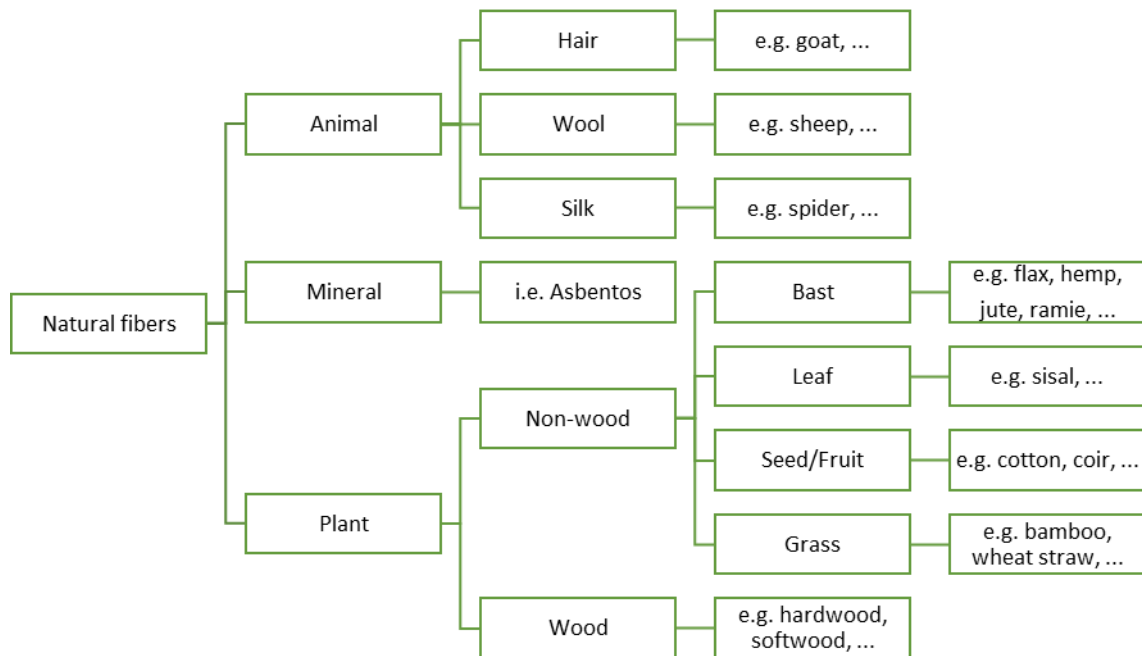 Hair
e.g. goat, ...
Animal
Wool
e.g. sheep, ...
Silk
e.g. spider, ...
Natural fibers
Mineral
i.e. Asbentos
Bast
e.g. flax, hemp,
jute, ramie, ...
Leaf
e.g. sisal, ...
Non-wood
Seed/Fruit
e.g. cotton, coir, ...
Plant
Grass
e.g. bamboo,
wheat straw, ...
Wood
e.g. hardwood,
softwood, ...